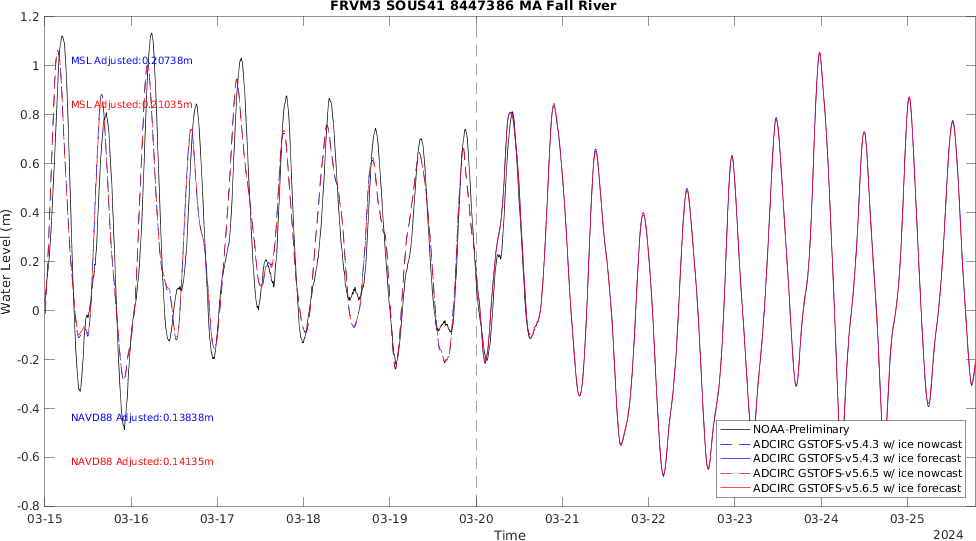 FRVM3 SOUS41 8447386 MA Fall River
1.2
1
0.8
0.6
0.4
0.2
0
-0.2
-0.4
-0.6
-0.8
Water Level (m)
MSL Adjusted:0.20738m
MSL Adjusted:0.21035m
NAVD88 Adjusted:0.13838m
NAVD88 Adjusted:0.14135m
NOAA-Preliminary
ADCIRC GSTOFS-v5.4.3 w/ ice nowcast
ADCIRC GSTOFS-v5.4.3 w/ ice forecast
ADCIRC GSTOFS-v5.6.5 w/ ice nowcast
ADCIRC GSTOFS-v5.6.5 w/ ice forecast
03-15 03-16 03-17 03-18 03-19 03-20 03-21 03-22 03-23 03-24 03-25
Time
2024